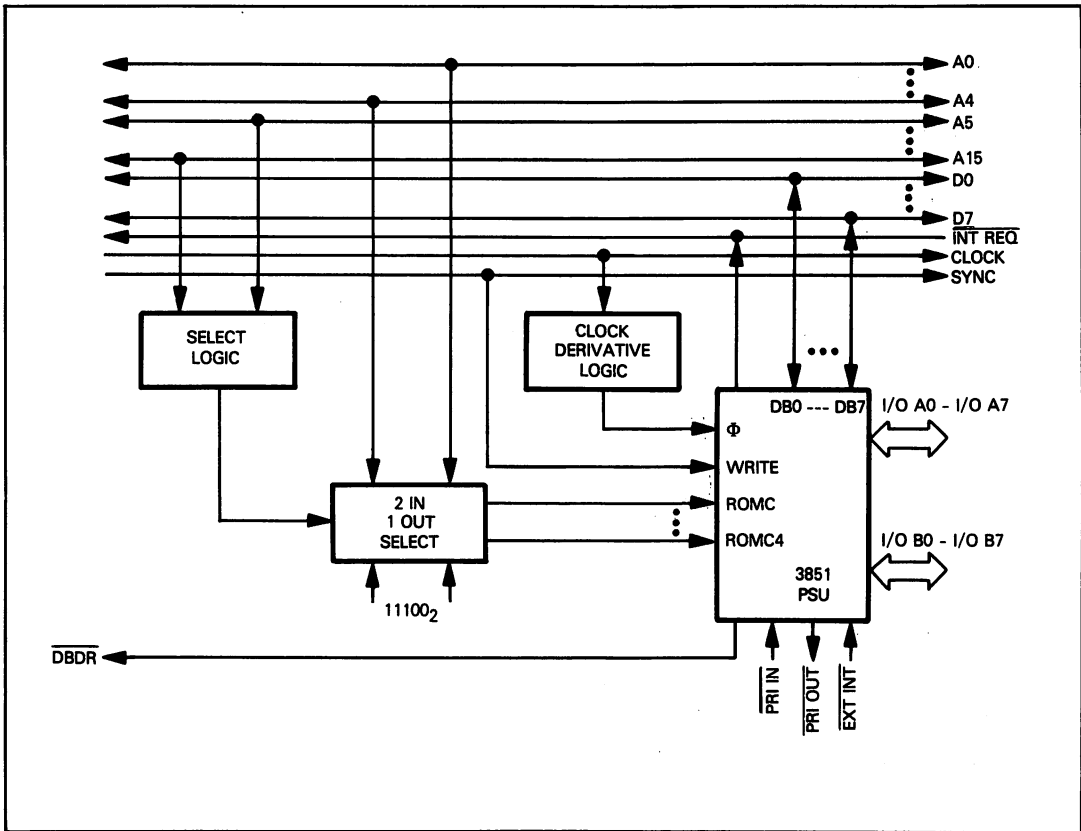 A0
A4
A5
A15
D0
D7
INT REQ
CLOCK
SYNC
SELECT
LOGIC
CLOCK
DERIVATIVE
LOGIC
DB0 --- DB7
I/O A0 - I/O A7
Φ
WRITE
2 IN
1 OUT
SELECT
ROMC
ROMC4
I/O B0 - I/O B7
3851
PSU
11100₂
DBDR
PRI IN
PRI OUT
EXT INT